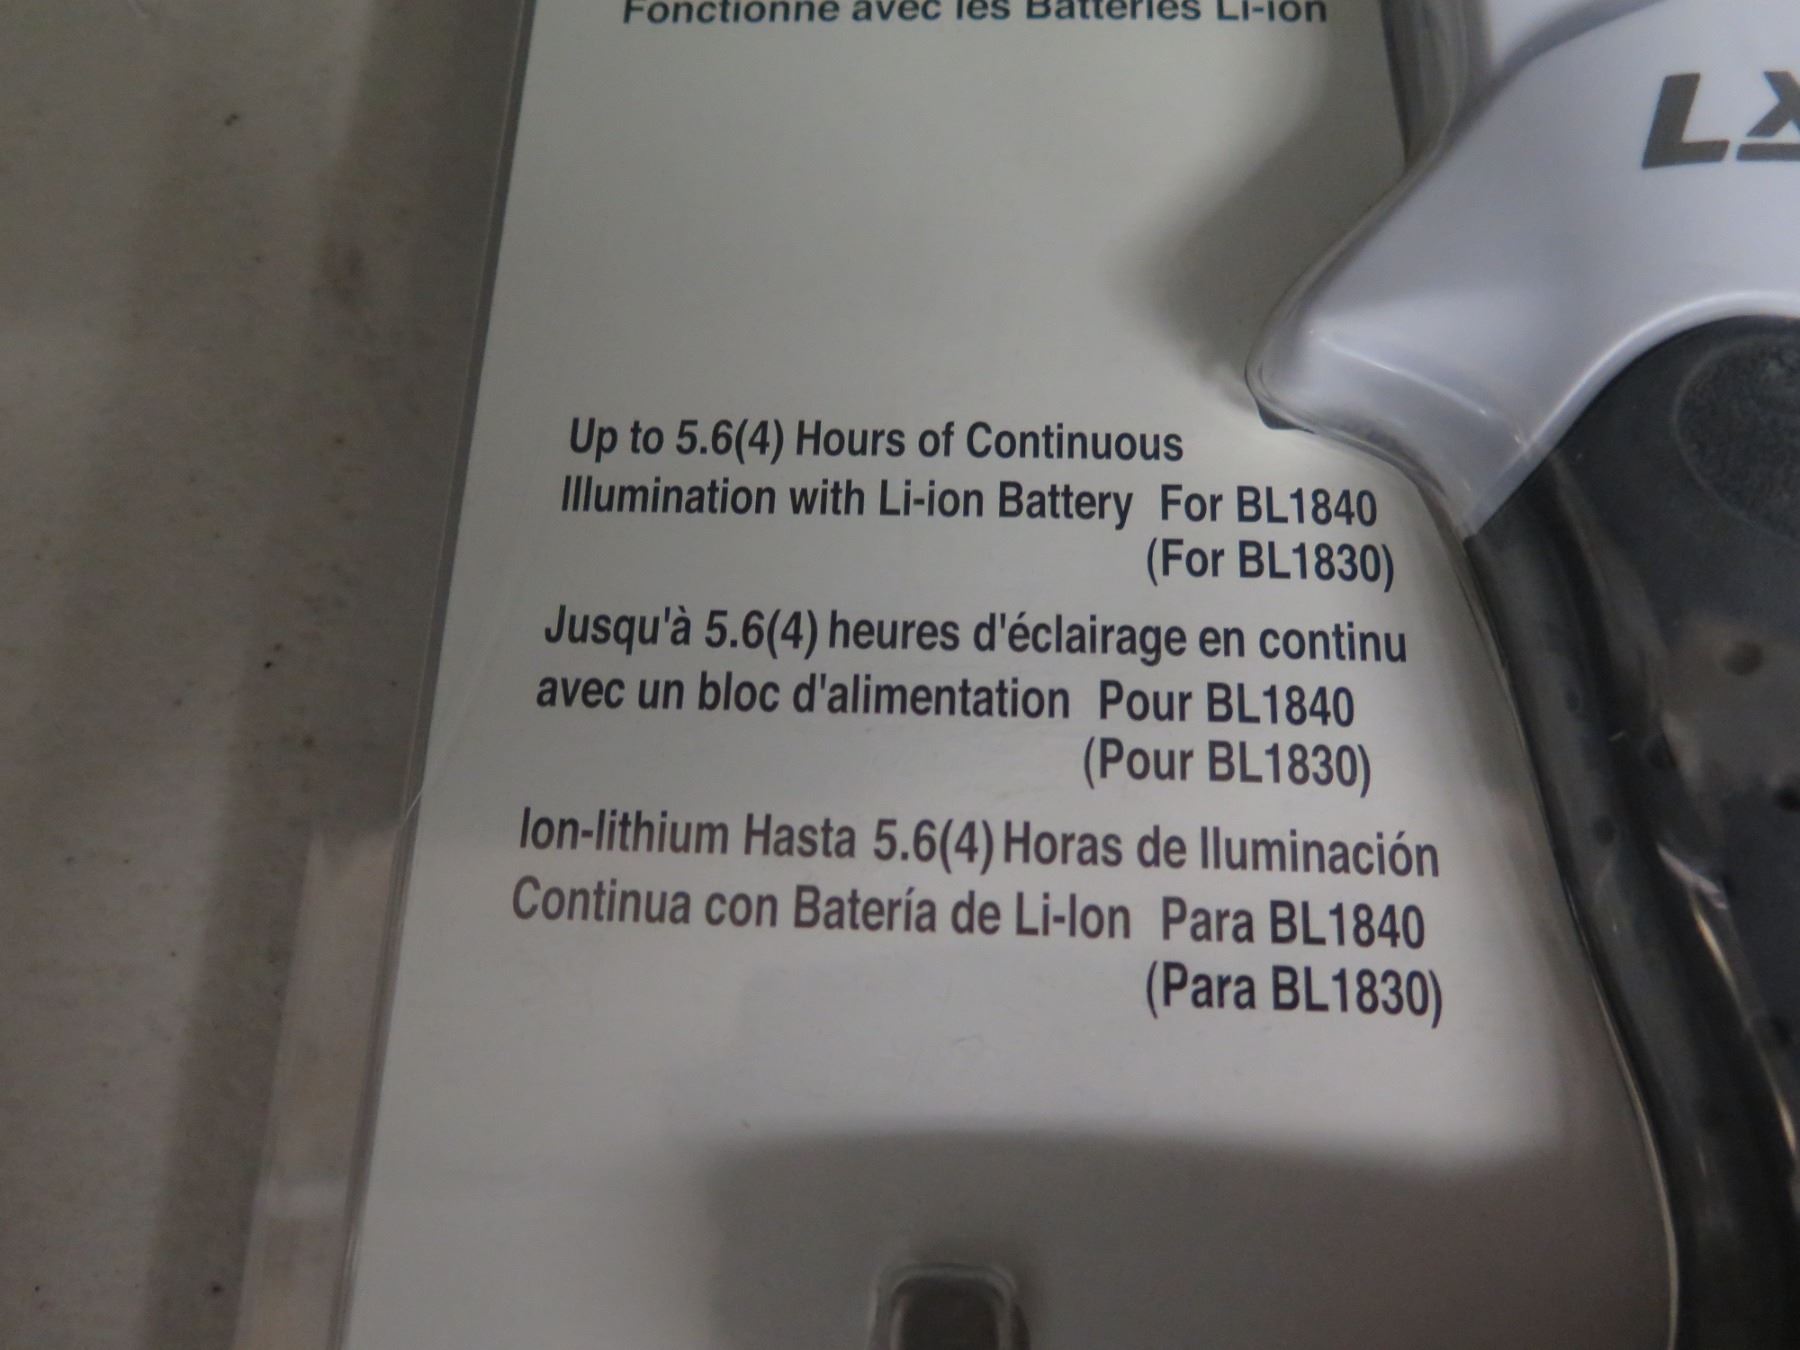 Fonctionne avec les Batteries Li-ion
LX
Up to 5.6(4) Hours of Continuous
Illumination with Li-ion Battery For BL1840
(For BL1830)
Jusqu'à 5.6(4) heures d'éclairage en continu
avec un bloc d'alimentation Pour BL1840
(Pour BL1830)
Ion-lithium Hasta 5.6(4) Horas de Iluminación
Continua con Batería de Li-Ion Para BL1840
(Para BL1830)